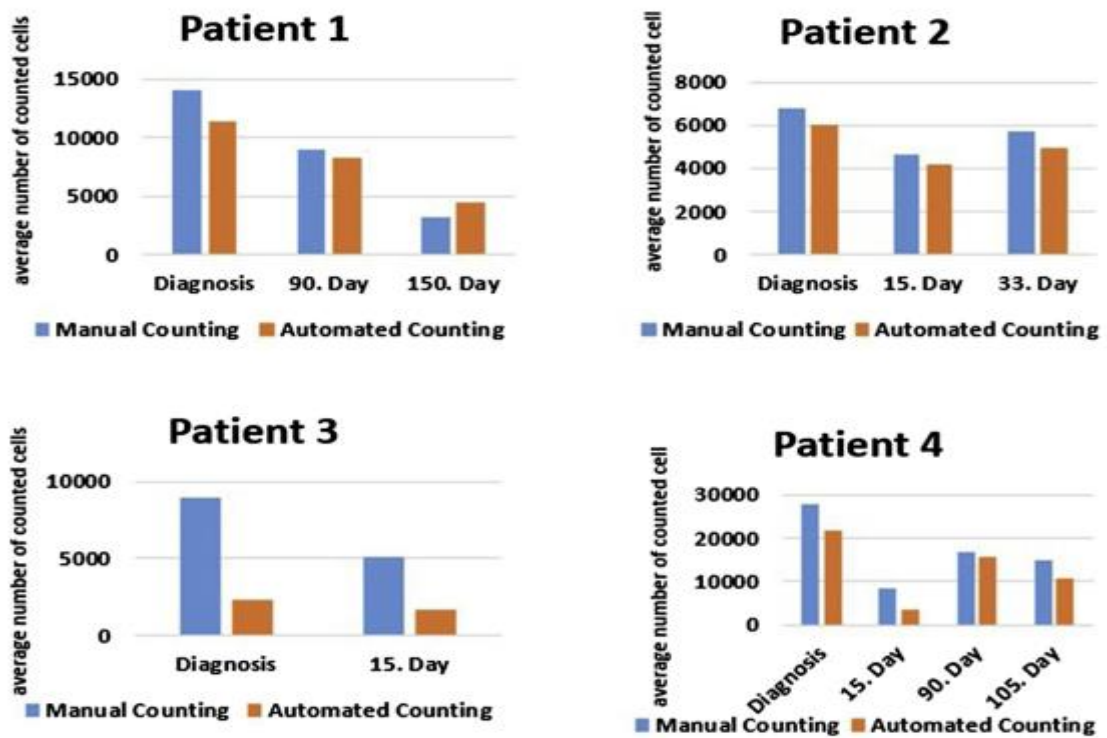 Patient 1
average number of counted cells
15000
10000
5000
0
Diagnosis 90. Day 150. Day
Manual Counting Automated Counting
Patient 2
average number of counted cell
8000
6000
4000
2000
0
Diagnosis 15. Day 33. Day
Manual Counting Automated Counting
Patient 3
average number of counted cells
10000
5000
0
Diagnosis 15. Day
Manual Counting Automated Counting
Patient 4
average number of counted cell
30000
20000
10000
0
Diagnosis 15. Day 90. Day 105. Day
Manual Counting Automated Counting